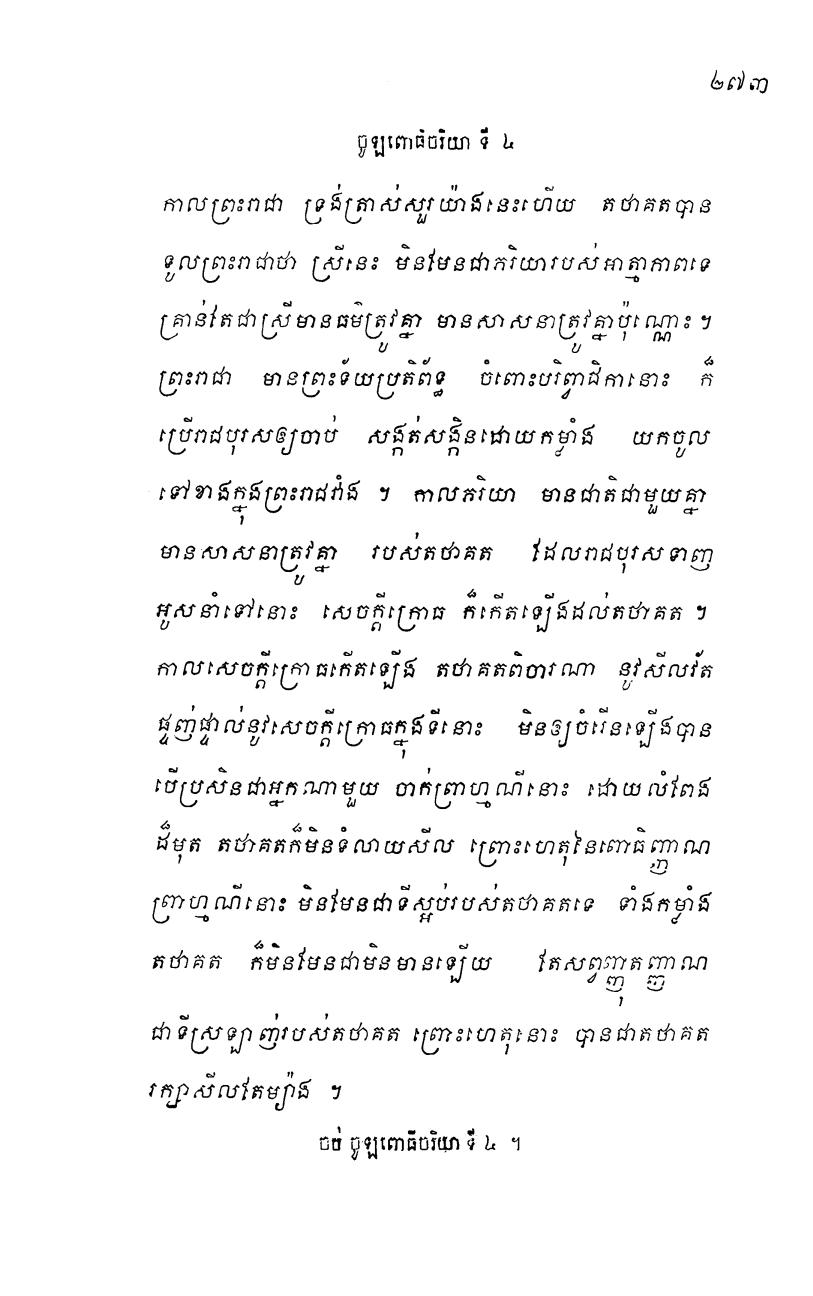 ២៧៣
ចូឡពោធិចរិយា ទី ៤
កាលព្រះរាជា ទ្រង់ត្រាស់សួរយ៉ាងនេះហើយ តថាគតបាន
ទូលព្រះរាជាថា ស្រីនេះ មិនមែនជាភរិយារបស់អាត្មាភាពទេ
គ្រាន់តែជាស្រីមានធម៌ត្រូវគ្នា មានសាសនាត្រូវគ្នាប៉ុណ្ណោះ ។
ព្រះរាជា មានព្រះទ័យប្រតិព័ទ្ធ ចំពោះបរិព្វាជិកានោះ ក៏
ប្រើរាជបុរសឲ្យចាប់ សង្កត់សង្កិនដោយកម្លាំង យកចូល
ទៅខាងក្នុងព្រះរាជវាំង ។ កាលភរិយា មានជាតិជាមួយគ្នា
មានសាសនាត្រូវគ្នា របស់តថាគត ដែលរាជបុរសទាញ
អូសនាំទៅនោះ សេចក្តីក្រោធ ក៏កើតឡើងដល់តថាគត ។
កាលសេចក្តីក្រោធកើតឡើង តថាគតពិចារណា នូវសីលវ័ត
ផ្ទញ់ផ្ទាល់នូវសេចក្តីក្រោធក្នុងទីនោះ មិនឲ្យចំរើនឡើងបាន
បើប្រសិនជាអ្នកណាមួយ ចាក់ព្រាហ្មណីនោះ ដោយលំពែង
ដ៏មុត តថាគតក៏មិនទំលាយសីល ព្រោះហេតុនៃពោធិញ្ញាណ
ព្រាហ្មណីនោះ មិនមែនជាទីស្អប់របស់តថាគតទេ ទាំងកម្លាំង
តថាគត ក៏មិនមែនជាមិនមានឡើយ តែសព្វញ្ញុតញ្ញាណ
ជាទីស្រឡាញ់របស់តថាគត ព្រោះហេតុនោះ បានជាតថាគត
រក្សាសីលតែម្យ៉ាង ។
ចប់ ចូឡពោធិចរិយា ទី ៤ ។